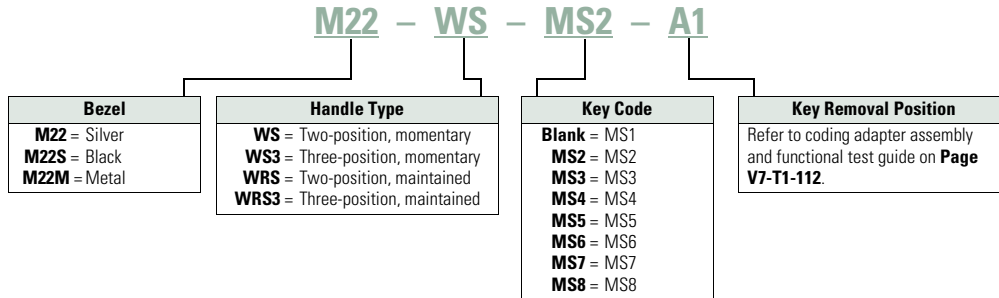 M22 – WS – MS2 – A1
Bezel
M22 = Silver
M22S = Black
M22M = Metal
Handle Type
WS = Two-position, momentary
WS3 = Three-position, momentary
WRS = Two-position, maintained
WRS3 = Three-position, maintained
Key Code
Blank = MS1
MS2 = MS2
MS3 = MS3
MS4 = MS4
MS5 = MS5
MS6 = MS6
MS7 = MS7
MS8 = MS8
Key Removal Position
Refer to coding adapter assembly
and functional test guide on Page
V7-T1-112.